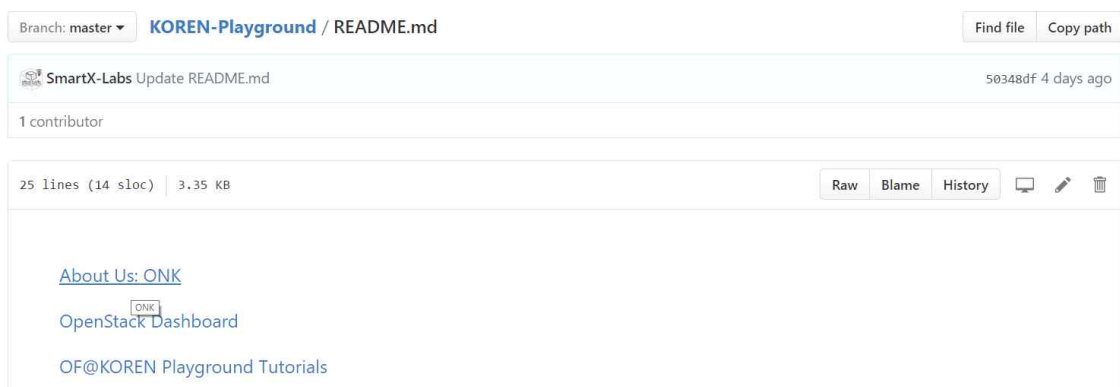 Branch: master KOREN-Playground / README.md Find file Copy path
SmartX-Labs Update README.md 50348df 4 days ago
1 contributor
25 lines (14 sloc) 3.35 KB Raw Blame History
About Us: ONK
ONK
OpenStack Dashboard
OF@KOREN Playground Tutorials